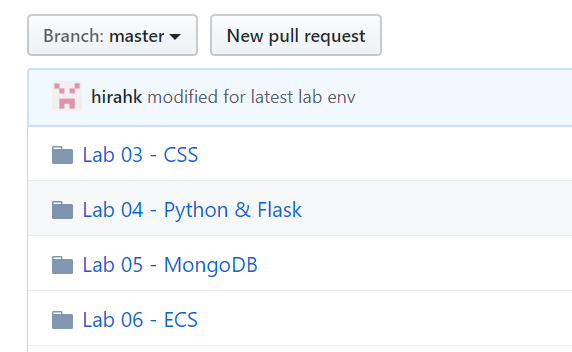 Branch: master New pull request
hirahk modified for latest lab env
Lab 03 - CSS
Lab 04 - Python & Flask
Lab 05 - MongoDB
Lab 06 - ECS